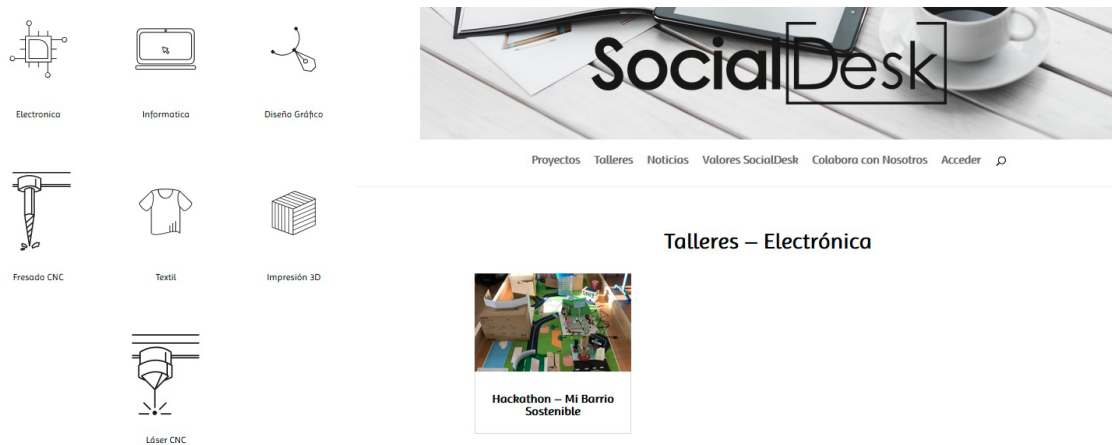 Electronica
Informatica
Diseño Gráfico
Fresado CNC
Textil
Impresión 3D
Láser CNC
SocialDesk
Proyectos Talleres Noticias Valores SocialDesk Colabora con Nosotros Acceder
Talleres – Electrónica
Hackathon – Mi Barrio
Sostenible